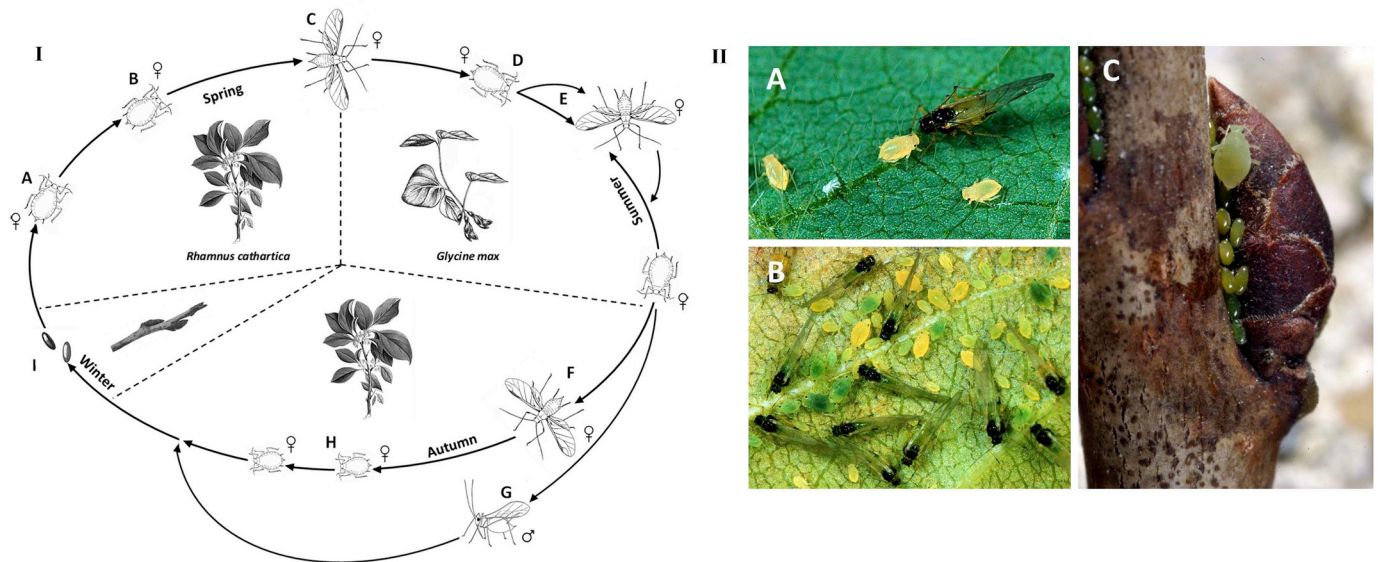 I
II
A
B
C
D
E
F
G
H
I
♀
♀
♀
♀
♀
♀
♀
♀
♀
♂
Spring
Summer
Autumn
Winter
Rhamnus cathartica
Glycine max
A
B
C